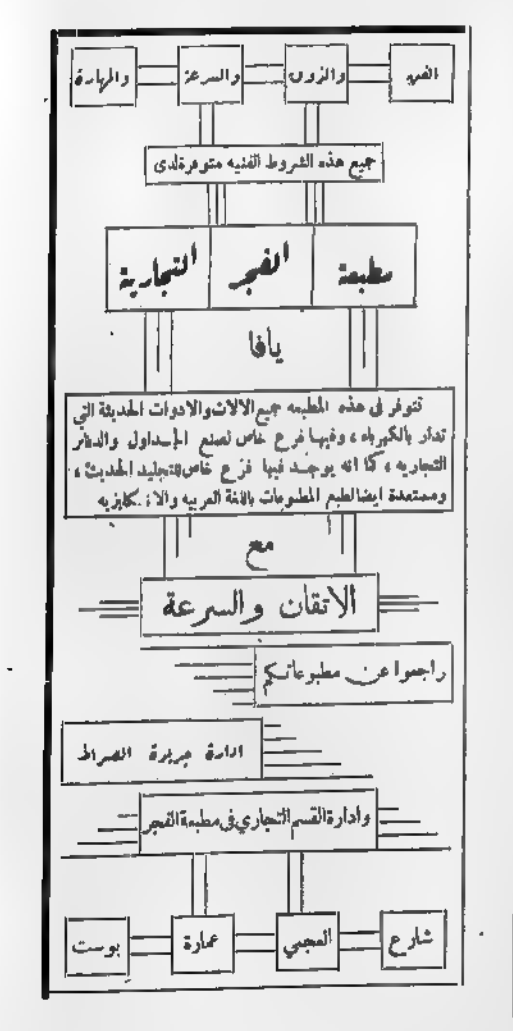 الفن والذوق والسرعة والمهارة
جميع هذه الشروط الفنيه متوفرة لدى
مطبعة الفجر التجارية
يافا
تتوفر في هذه المطبعه جميع الالات والادوات الحديثة التي
تدار بالكهرباء ، وفيها فرع خاص لصنع الجداول والدفاتر
التجاريه ، كما انه يوجد فيها فرع خاص للتجليد الحديث ،
ومستعدة ايضا لطبع المطبوعات باللغة العربيه والانكليزيه
مع
الاتقان والسرعة
راجعوا عن مطبوعاتكم
ادارة جريدة الصراط
وادارة القسم التجاري في مطبعة الفجر
شارع العجمي عمارة بوست